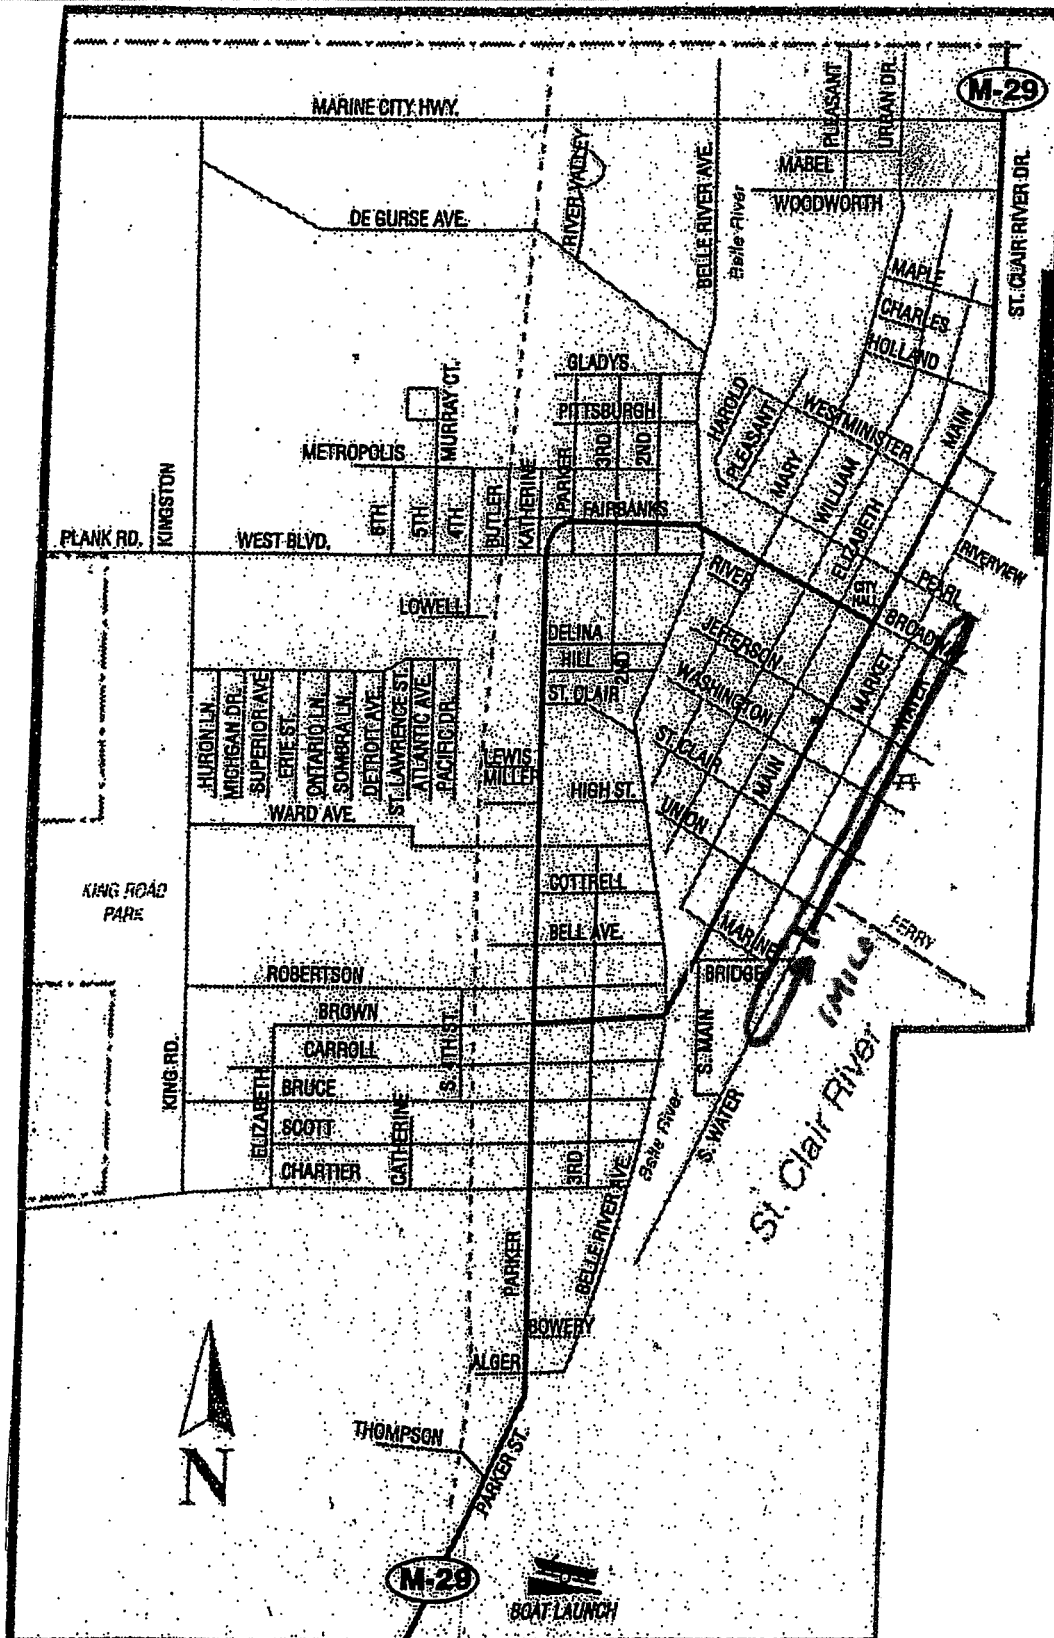 M-29
MARINE CITY HWY.
PLEASANT
URBAN DR.
MABEL
WOODWORTH
RIVER VALLEY
BELLE RIVER AVE.
Belle River
ST. CLAIR RIVER DR.
DE GURSE AVE.
MAPLE
CHARLES
HOLLAND
GLADYS
PITTSBURGH
MURRAY CT.
METROPOLIS
HAROLD
PLEASANT
WESTMINISTER
MAIN
KINGSTON
6TH
5TH
4TH
BUTLER
KATHERINE
PARKER
3RD
2ND
MARY
WILLIAM
ELIZABETH
FAIRBANKS
PLANK RD.
WEST BLVD.
RIVERVIEW
PEARL
RIVER
CITY
HALL
BROADWAY
LOWELL
DELINA
HILL
2ND
ST. CLAIR
JEFFERSON
WASHINGTON
MARKET
WATER
HURON LN.
MICHIGAN DR.
SUPERIOR AVE.
ERIE ST.
ONTARIO LN.
SOMBRA LN.
DETROIT AVE.
ST. LAWRENCE ST.
ATLANTIC AVE.
PACIFIC DR.
LEWIS
MILLER
ST. CLAIR
MAIN
HIGH ST.
UNION
WARD AVE.
KING ROAD
PARK
COTTRELL
BELL AVE.
MARINE
FERRY
BRIDGE
1 MILE
ROBERTSON
BROWN
CARROLL
S. 4TH ST.
S. MAIN
KING RD.
ELIZABETH
BRUCE
SCOTT
CATHERINE
CHARTIER
3RD
Belle River
S. WATER
St. Clair River
BELLE RIVER AVE.
PARKER
BOWERY
ALGER
N
THOMPSON
PARKER ST.
M-29
BOAT LAUNCH